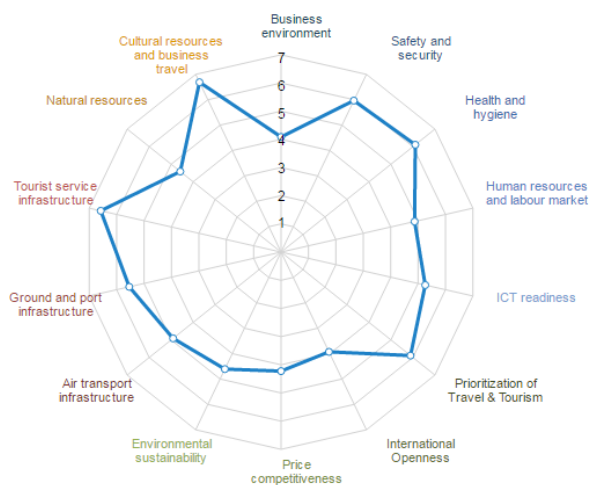 Business
environment
Safety and
security
Health and
hygiene
Human resources
and labour market
ICT readiness
Prioritization of
Travel & Tourism
International
Openness
Price
competitiveness
Environmental
sustainability
Air transport
infrastructure
Ground and port
infrastructure
Tourist service
infrastructure
Natural resources
Cultural resources
and business
travel
7
6
5
4
3
2
1